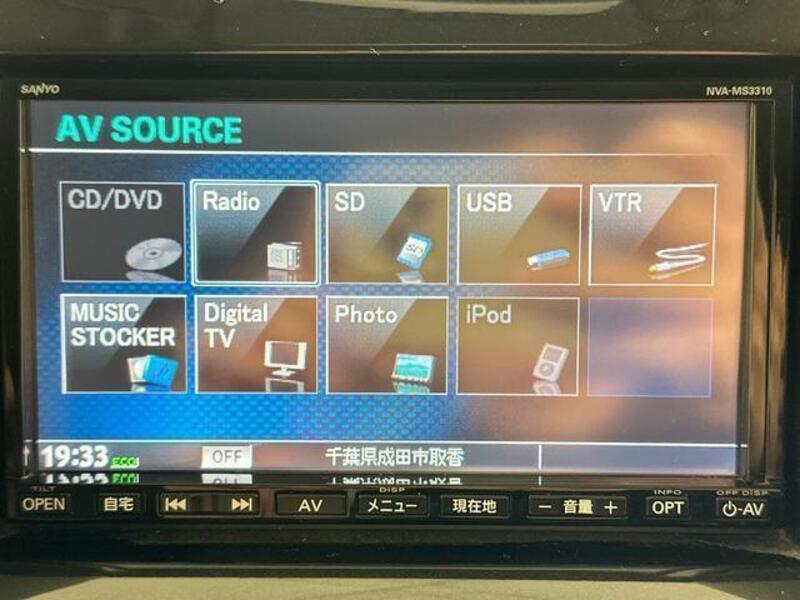 SANYO
NVA-MS3310
AV SOURCE
CD/DVD
Radio
SD
USB
VTR
MUSIC
STOCKER
Digital
TV
Photo
iPod
19:33 ECO!
OFF
千葉県成田市取香
TILT
OPEN
自宅
AV
DISP
メニュー
現在地
− 音量 +
INFO
OPT
OFF DISP
-AV